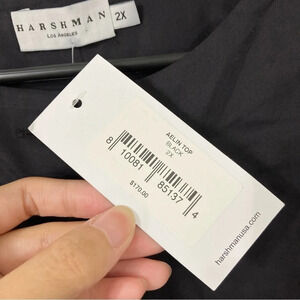 HARSHMAN
LOS ANGELES
2X
AELIN TOP
BLACK
2X
8 10081 85137 4
$170.00
harshmanusa.com